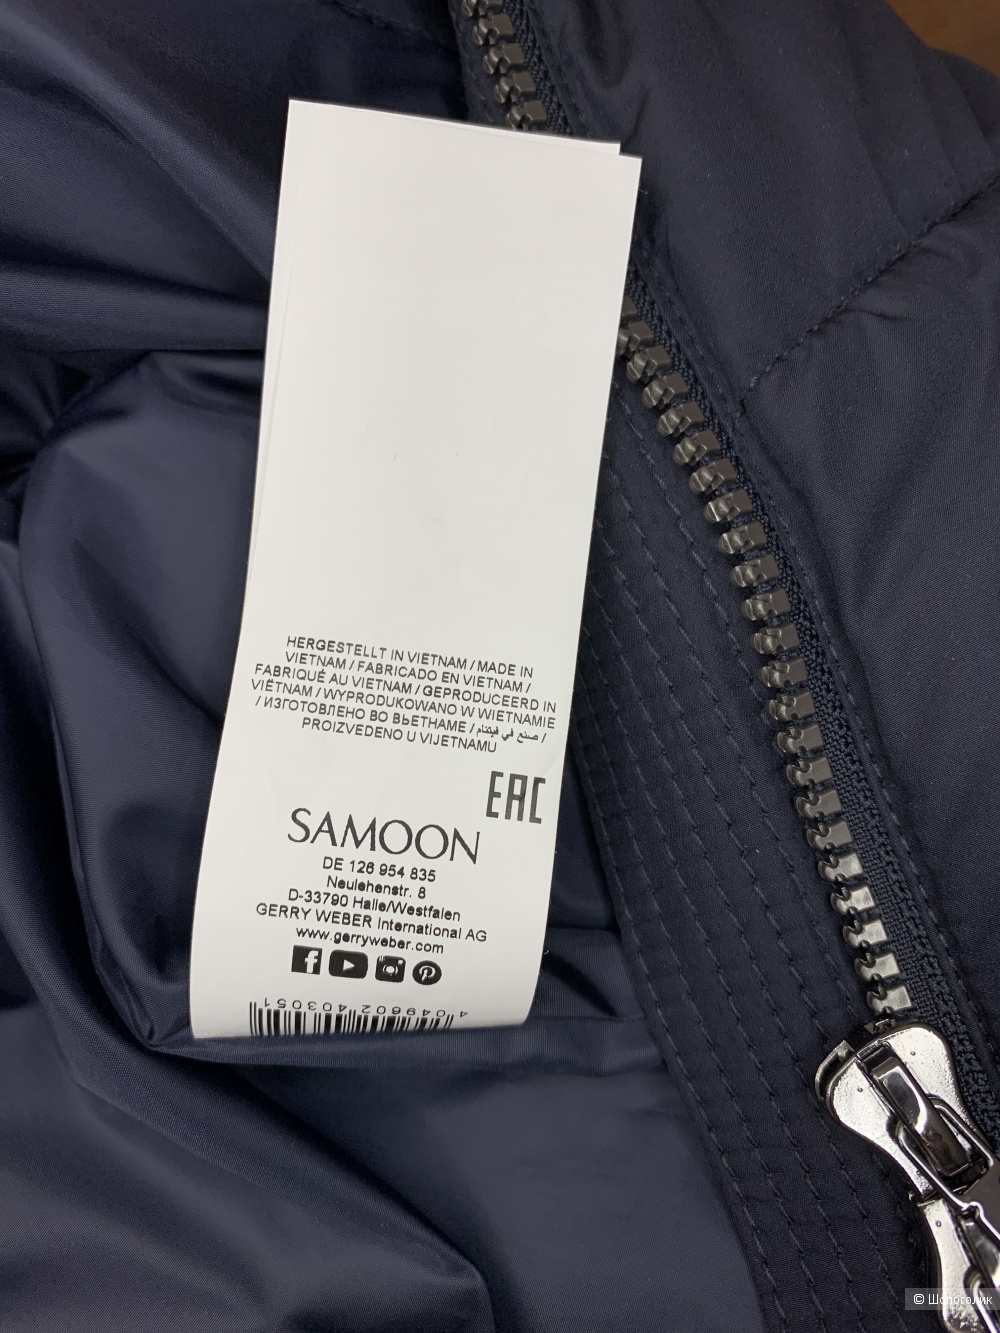 HERGESTELLT IN VIETNAM / MADE IN
VIETNAM / FABRICADO EN VIETNAM /
FABRIQUÉ AU VIETNAM / GEPRODUCEERD IN
VIËTNAM / WYPRODUKOWANO W WIETNAMIE
/ ИЗГОТОВЛЕНО ВО ВЬЕТНАМЕ / صنع في فيتنام /
PROIZVEDENO U VIJETNAMU
EAC
SAMOON
DE 126 954 835
Neulehenstr. 8
D-33790 Halle/Westfalen
GERRY WEBER International AG
www.gerryweber.com
4 049602 403051
© Шопоголик